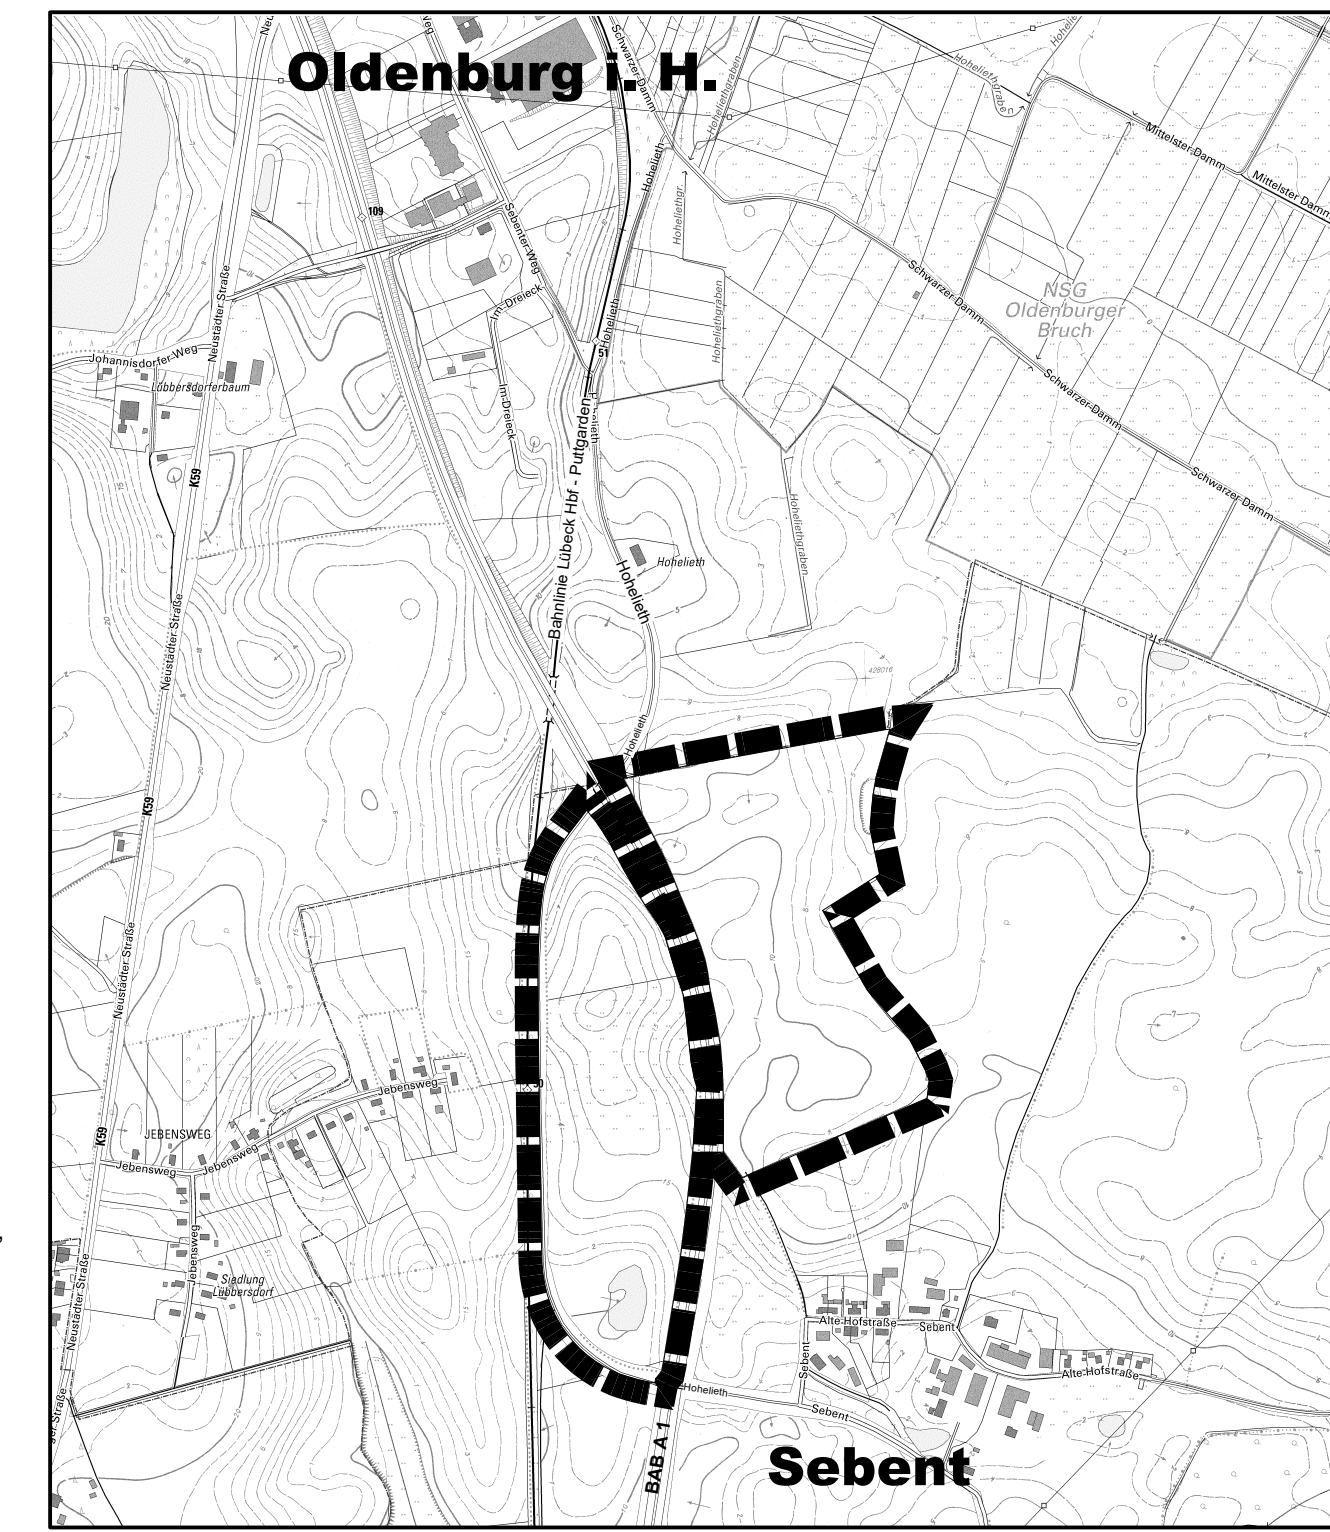 Oldenburg i. H.
Schwarzer-Damm
Hoheliethgraben
Hoheliethgraben
Mittelster-Damm
Mittelster Damm
109
Hohelieth
Hoheliethgr.
Sebenter-Weg
Neustädter Straße
Im-Dreieck
Hohelieth
Hoheliethgraben
Schwarzer-Damm
NSG
Oldenburger
Bruch
Johannisdorfer-Weg
Lübbersdorferbaum
51
Im-Dreieck
Schwarzer-Damm
K59
Bahnlinie Lübeck Hbf - Puttgarden
Hoheliethgraben
Schwarzer-Damm
Hohelieth
Hohelieth
Neustädter Straße
428016
Hohelieth
K59
Neustädter Straße
50
Jebensweg
K59
JEBENSWEG
Jebensweg
Jebensweg
Jebensweg
Siedlung
Lübbersdorf
Neustädter Straße
Alte-Hofstraße
Sebent
Sebent
Alte-Hofstraße
Hohelieth
Sebent
BAB A 1
Sebent